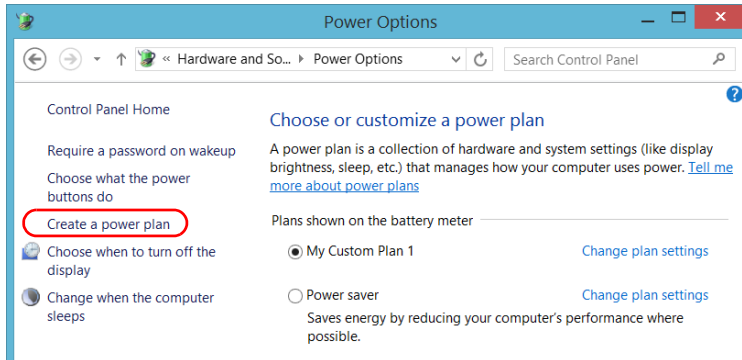 Power Options
« Hardware and So... Power Options
Search Control Panel
Control Panel Home
Require a password on wakeup
Choose what the power
buttons do
Create a power plan
Choose when to turn off the
display
Change when the computer
sleeps
Choose or customize a power plan
A power plan is a collection of hardware and system settings (like display
brightness, sleep, etc.) that manages how your computer uses power. Tell me
more about power plans
Plans shown on the battery meter
My Custom Plan 1 Change plan settings
Power saver Change plan settings
Saves energy by reducing your computer's performance where
possible.